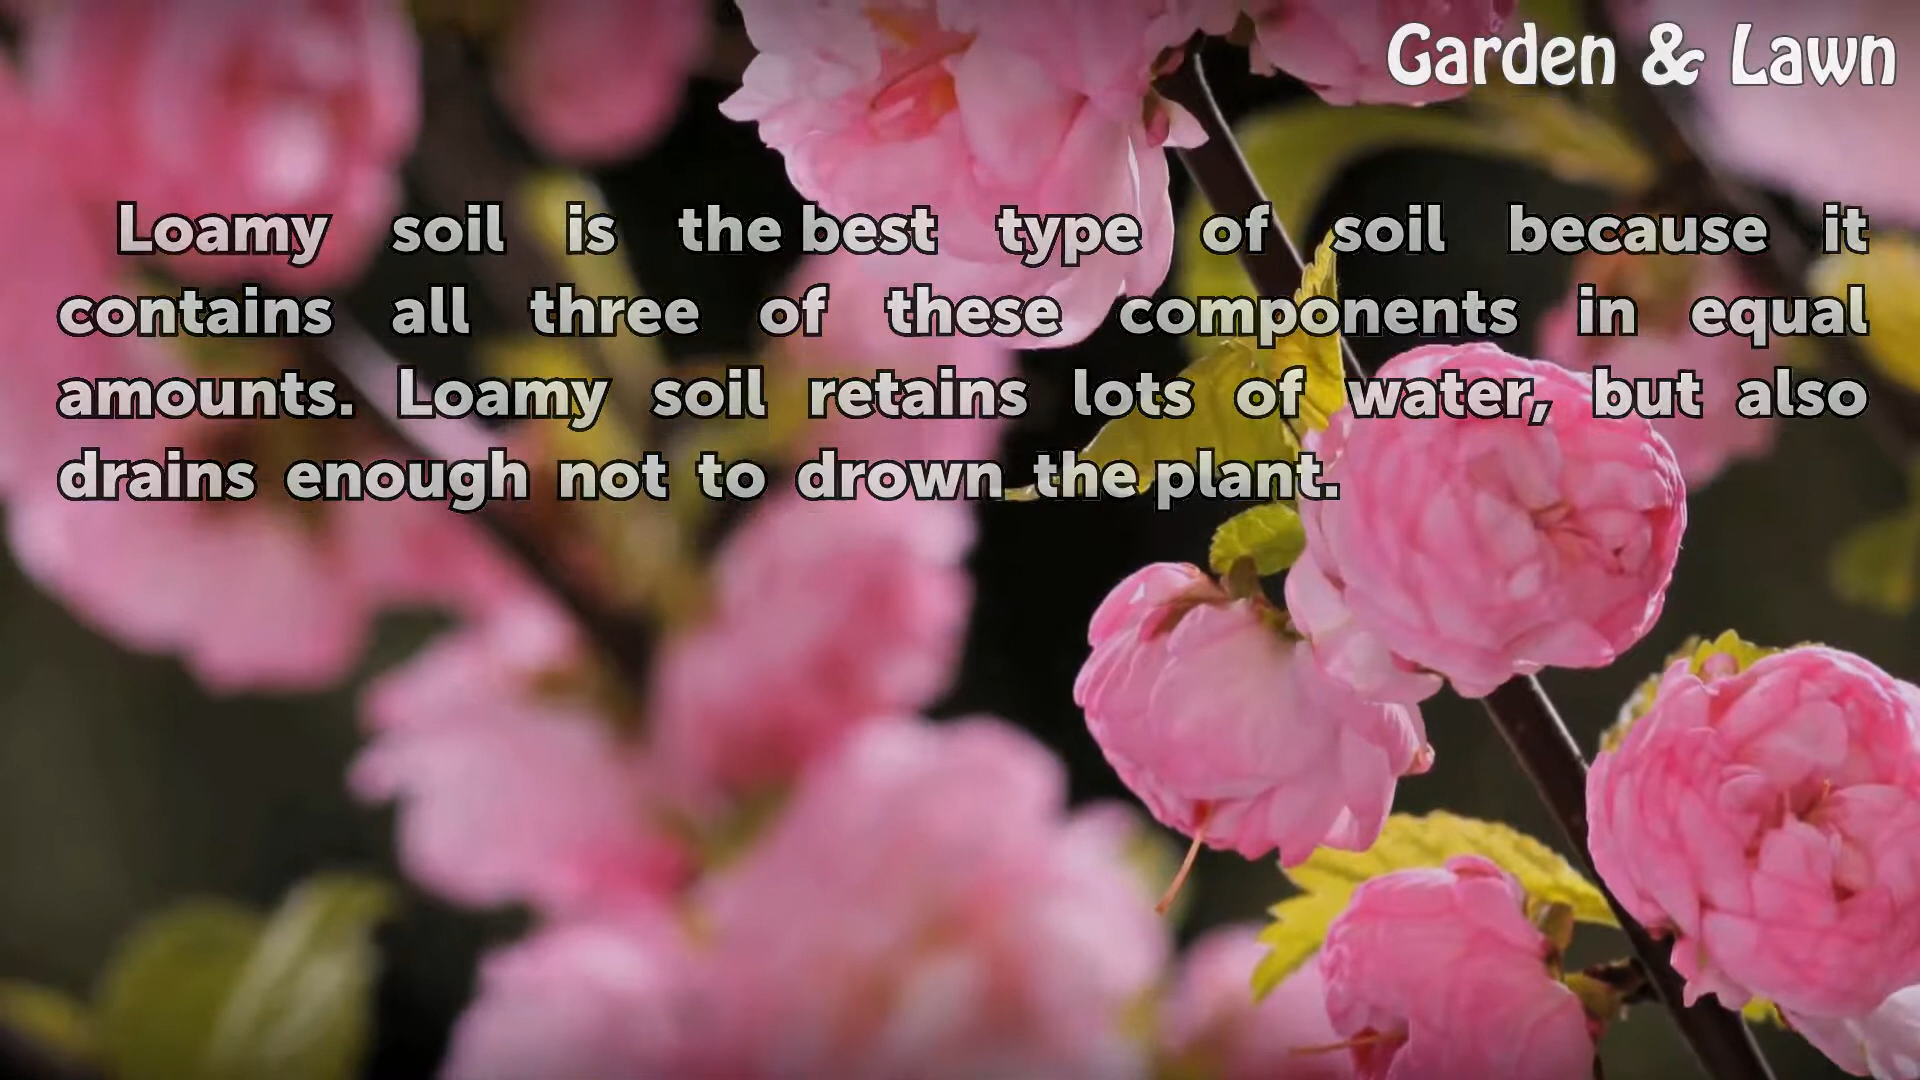 Garden & Lawn
Loamy soil is the best type of soil because it
contains all three of these components in equal
amounts. Loamy soil retains lots of water, but also
drains enough not to drown the plant.